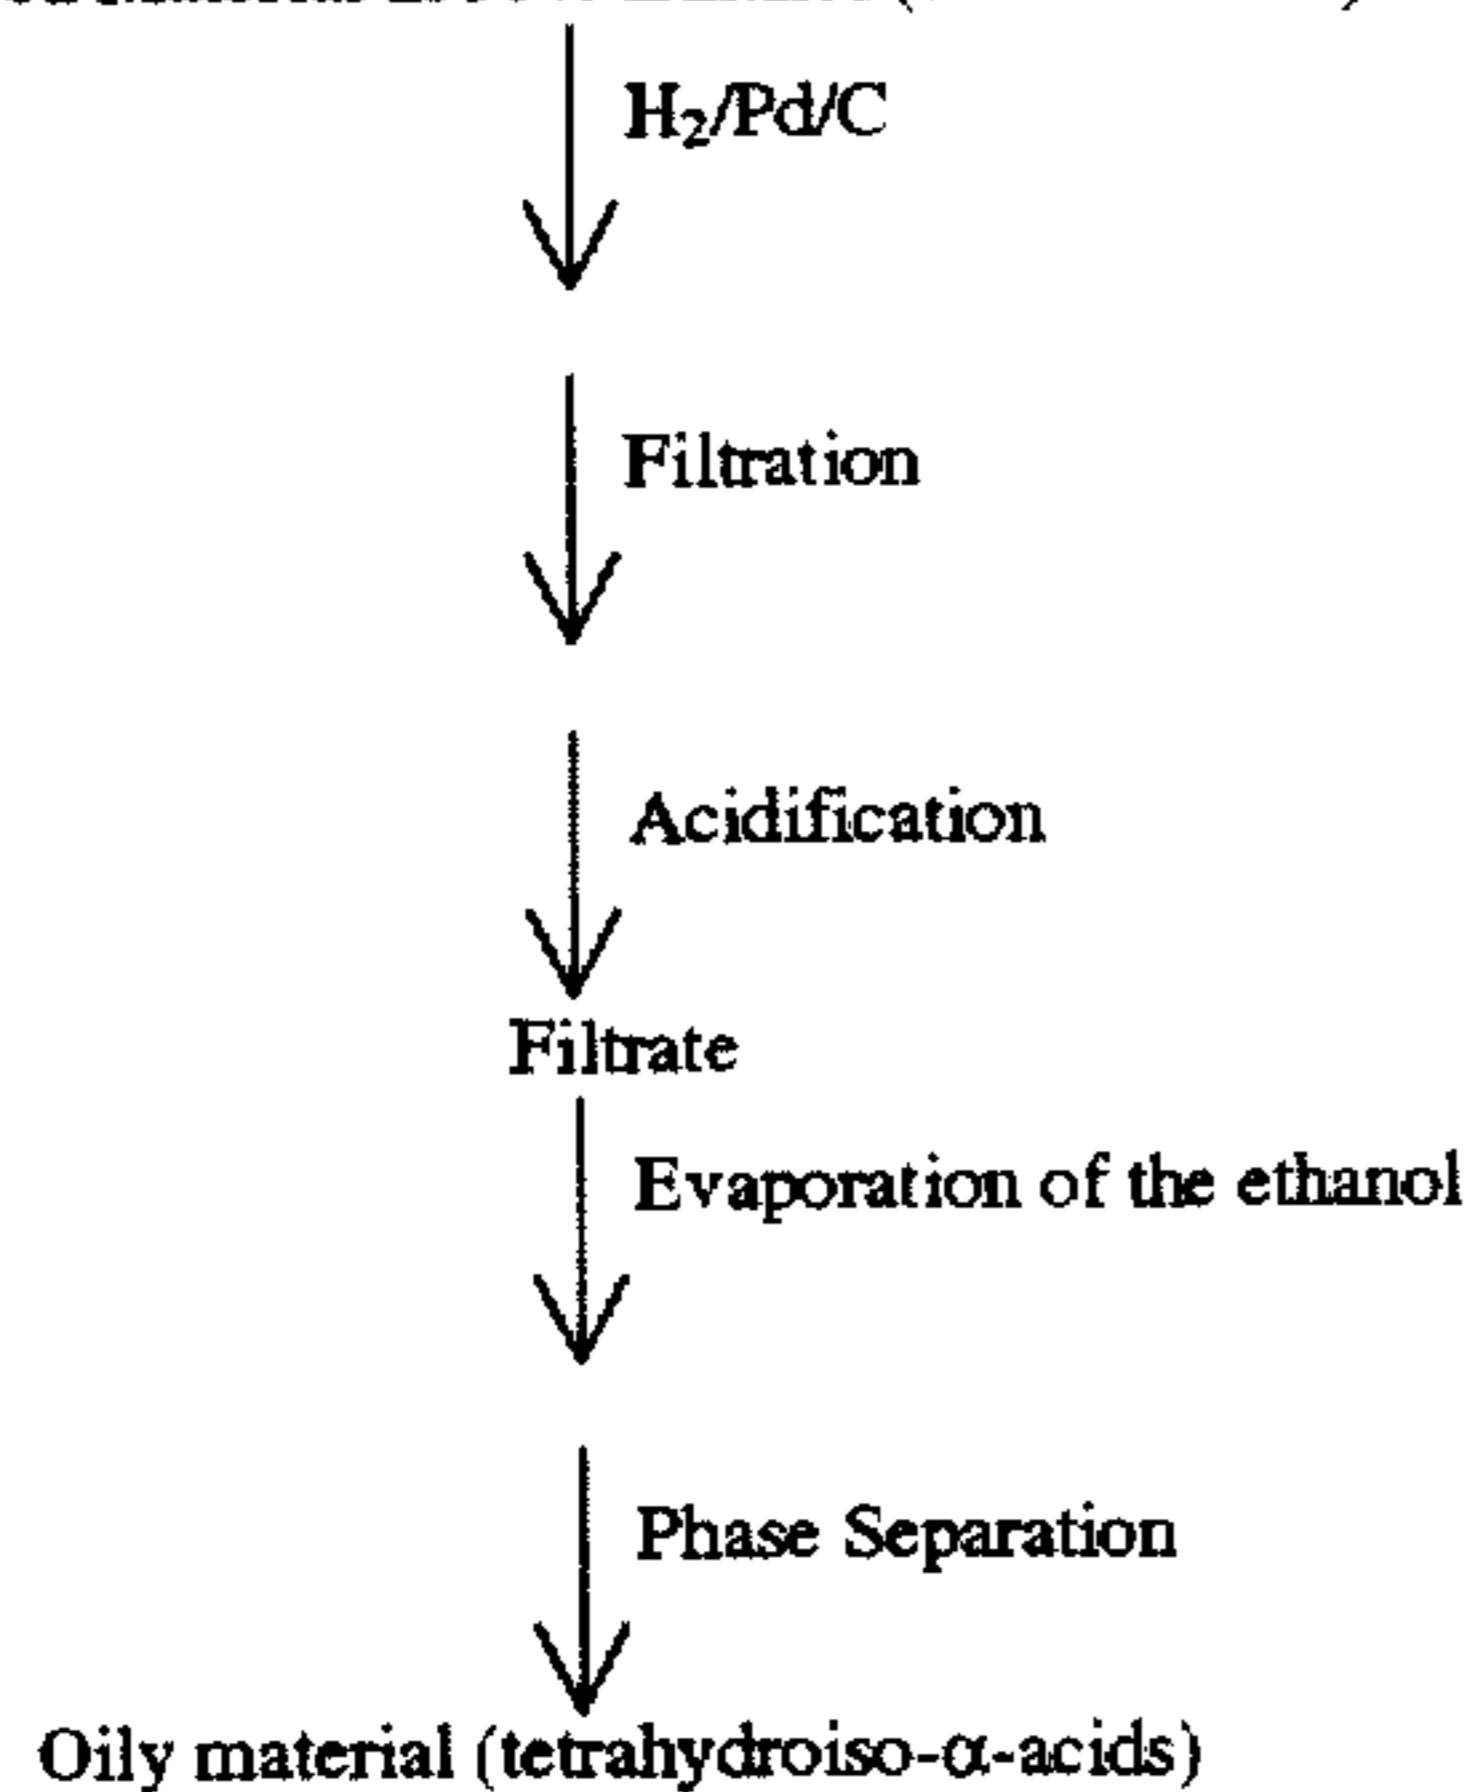 H₂/Pd/C
Filtration
Acidification
Filtrate
Evaporation of the ethanol
Phase Separation
Oily material (tetrahydroiso-α-acids)